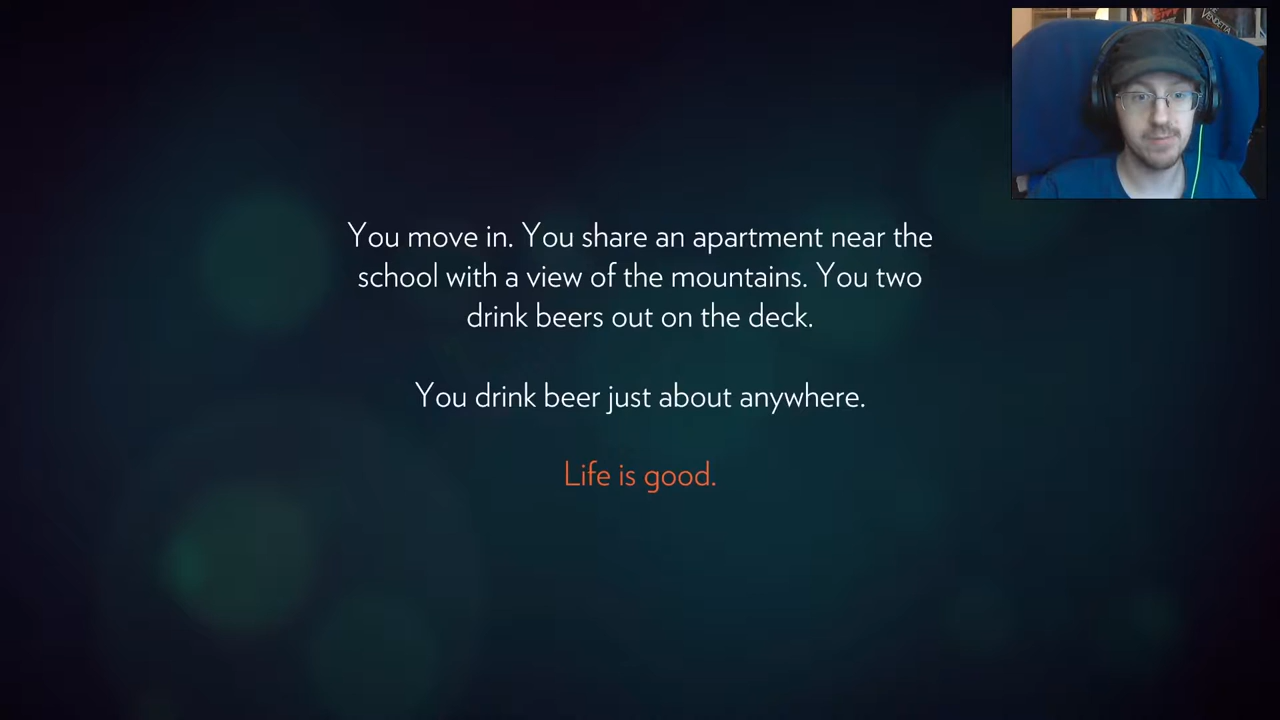 VENDETTA
You move in. You share an apartment near the
school with a view of the mountains. You two
drink beers out on the deck.
You drink beer just about anywhere.
Life is good.